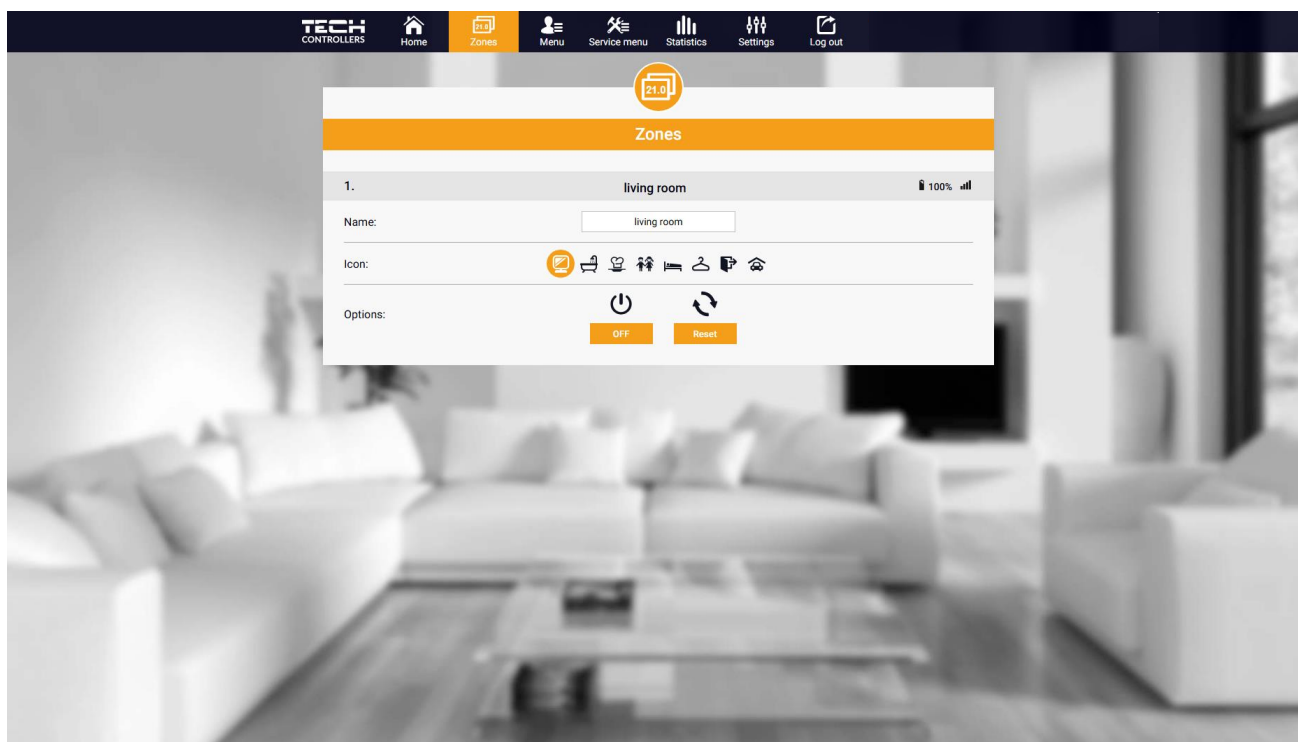 TECH
CONTROLLERS
Home
21.0
Zones
Menu
Service menu
Statistics
Settings
Log out
21.0
Zones
1.
living room
100%
Name:
living room
Icon:
Options:
OFF
Reset